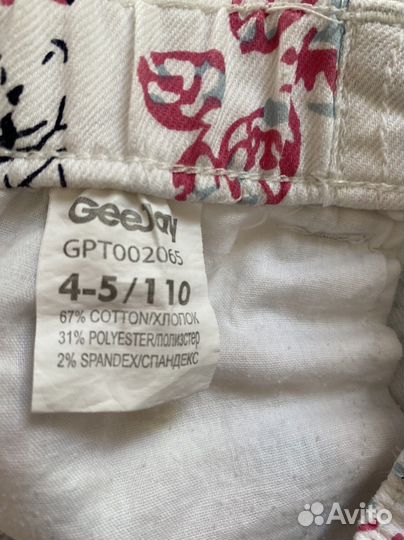 GeeJay
GPT002065
4-5/110
67% COTTON/ХЛОПОК
31% POLYESTER/ПОЛИЭСТЕР
2% SPANDEX/СПАНДЕКС
Avito